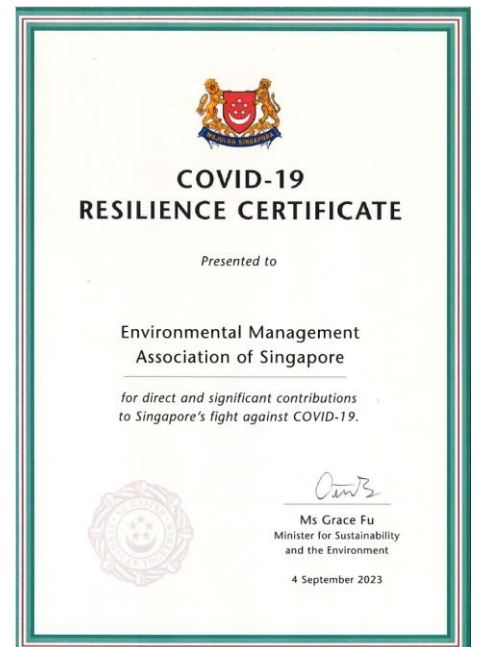 MAJULAH SINGAPURA
COVID-19
RESILIENCE CERTIFICATE
Presented to
Environmental Management
Association of Singapore
for direct and significant contributions
to Singapore's fight against COVID-19.
Ms Grace Fu
Minister for Sustainability
and the Environment
4 September 2023